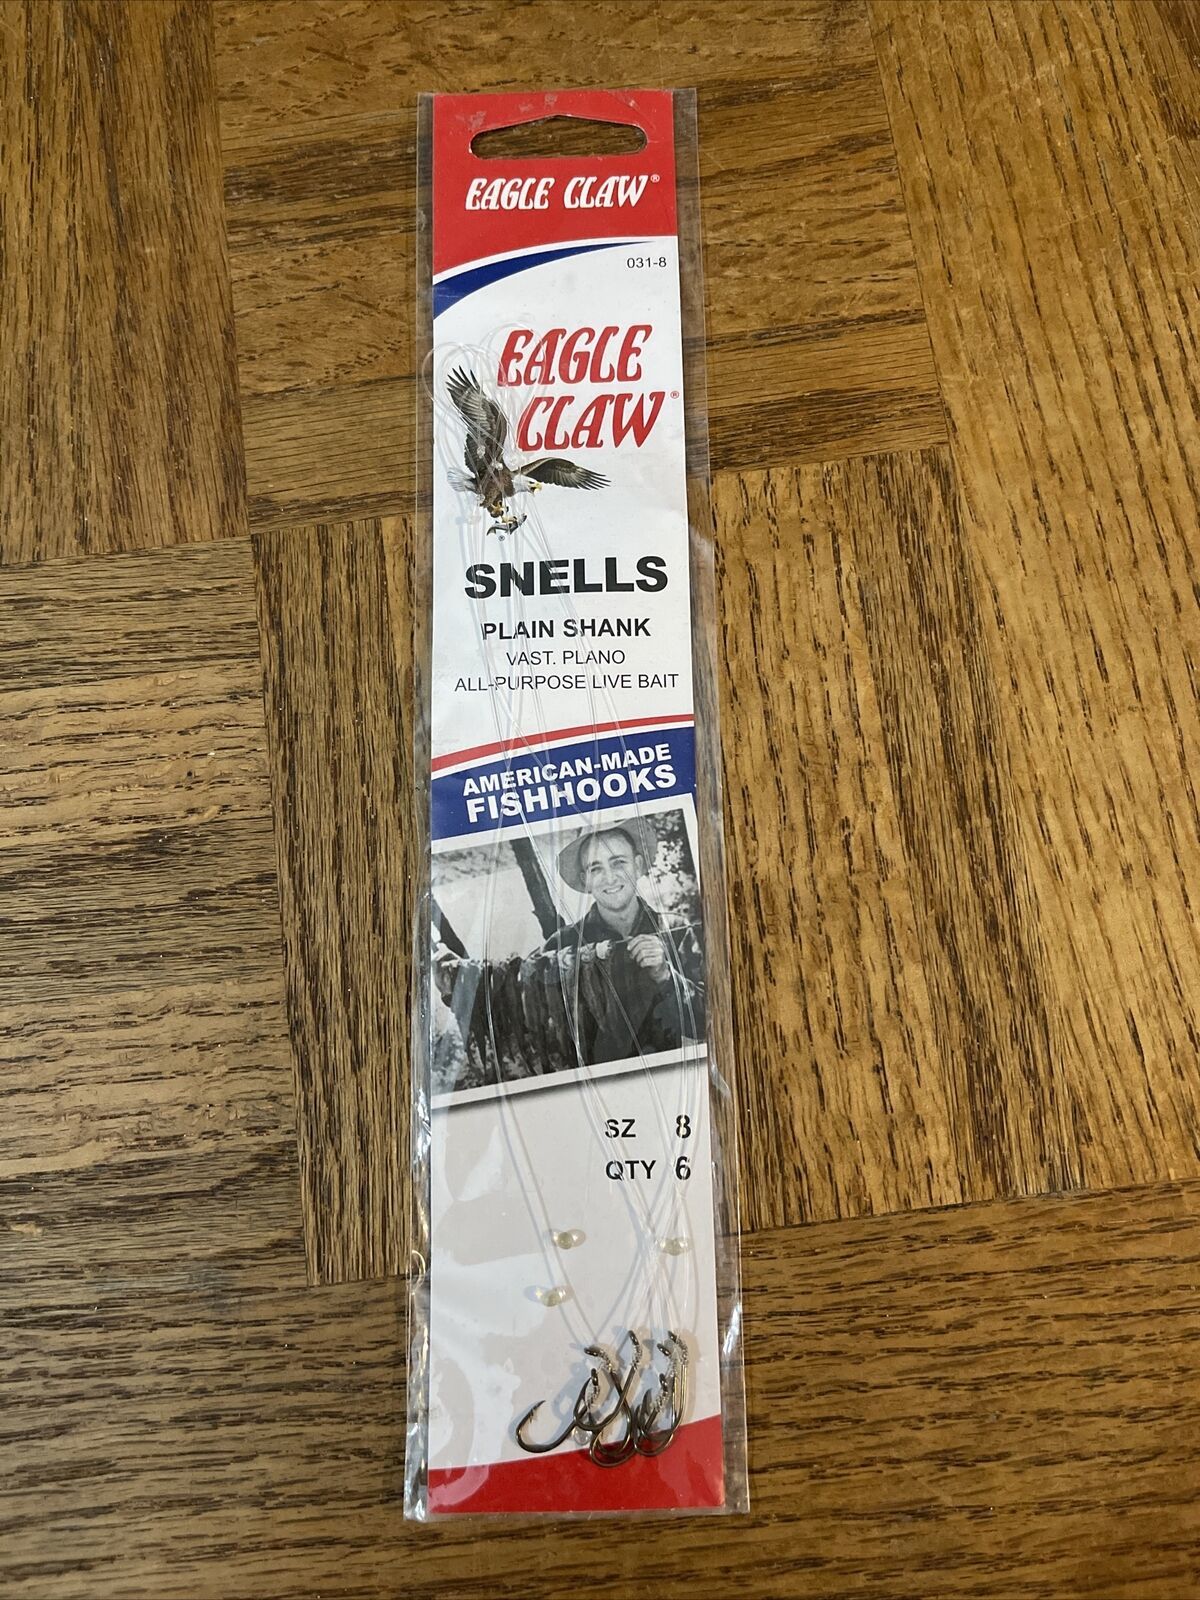 EAGLE CLAW®
031-8
EAGLE
CLAW®
®
SNELLS
PLAIN SHANK
VAST. PLANO
ALL-PURPOSE LIVE BAIT
AMERICAN-MADE
FISHHOOKS
SZ 8
QTY 6